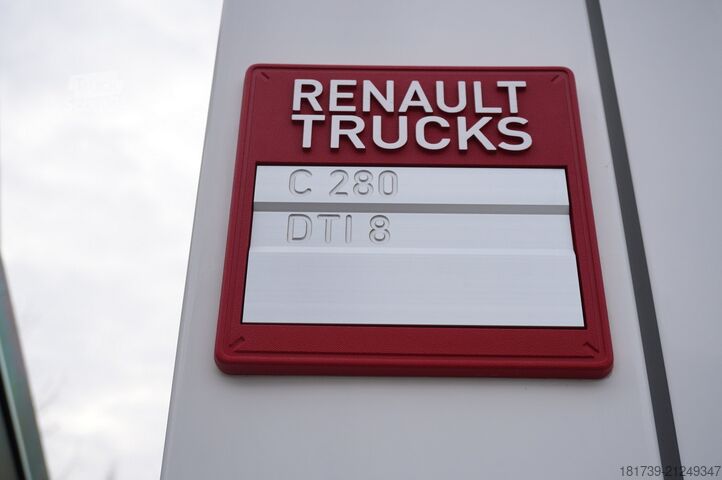 RENAULT
TRUCKS
C 280
DTI 8
181739-21249347